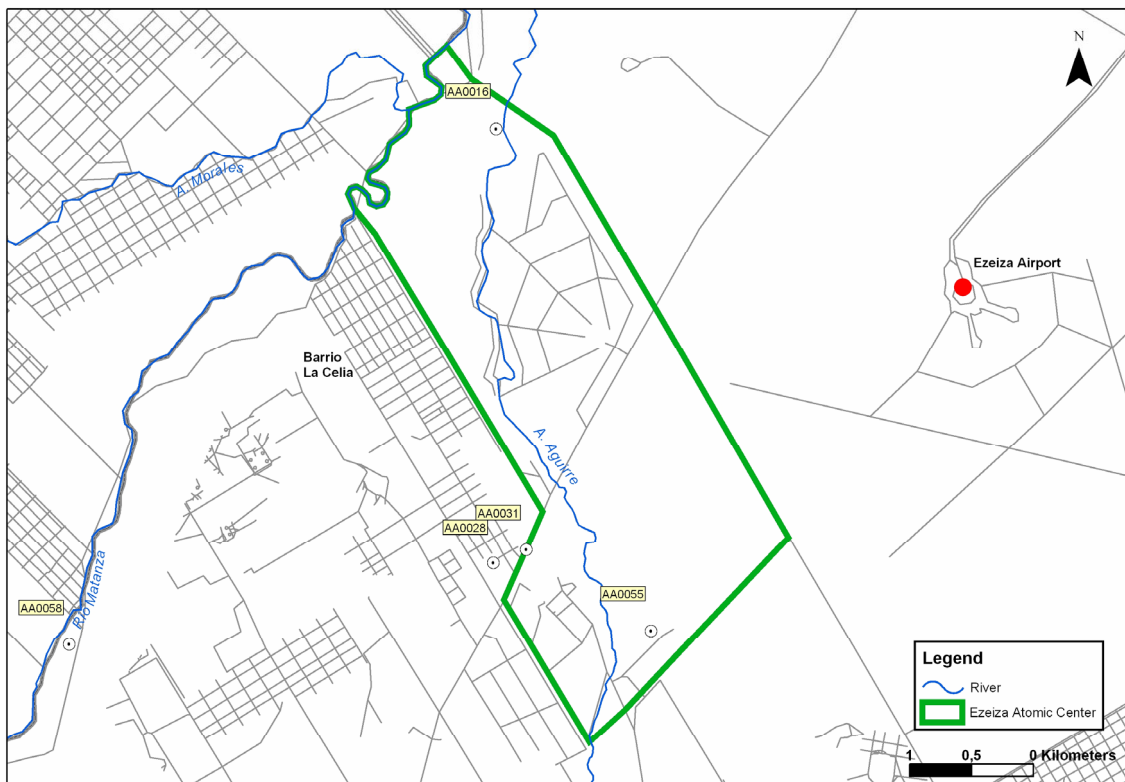 N
AA0016
A. Morales
Ezeiza Airport
Barrio
La Celia
A. Aguirre
AA0031
AA0028
AA0055
AA0058
Río Matanza
Legend
River
Ezeiza Atomic Center
1 0,5 0 Kilometers